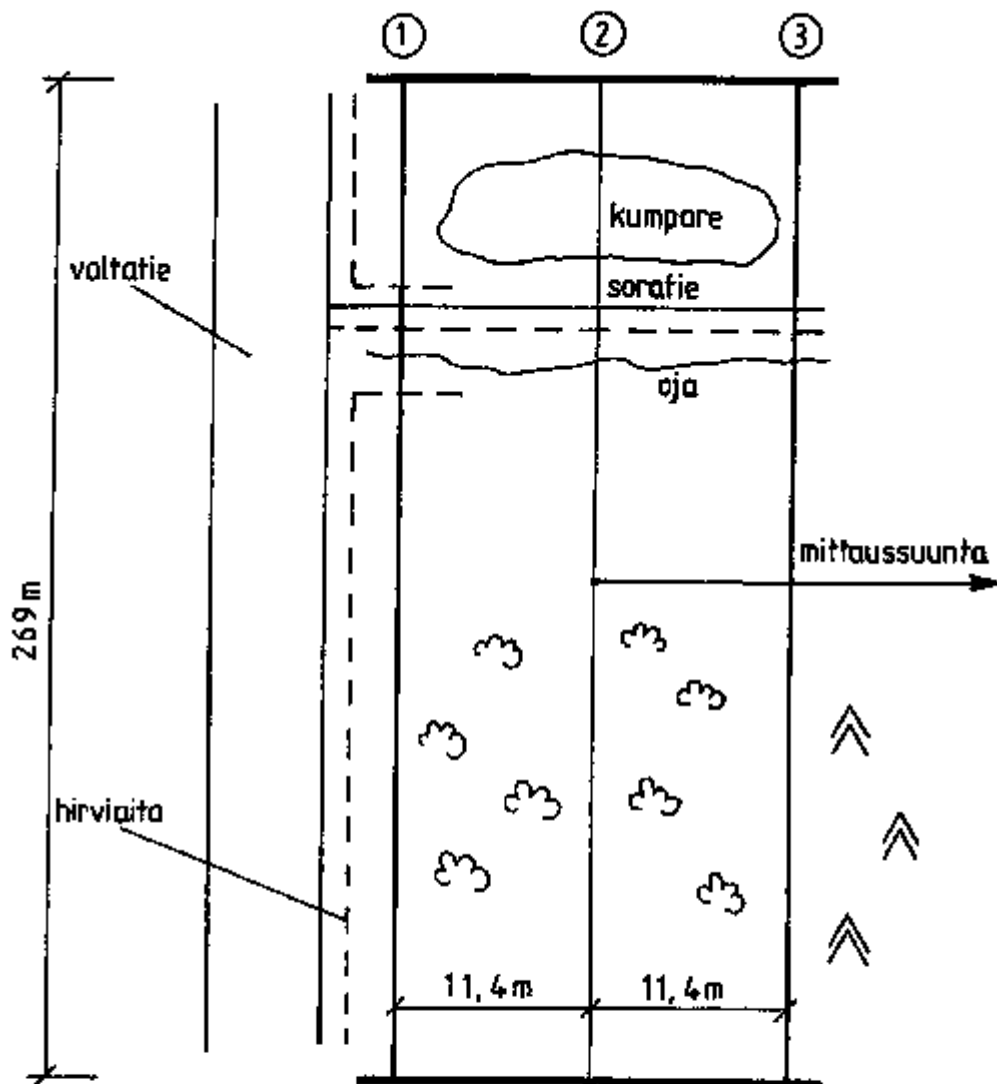 1 2 3
kumpare
valtatie
soratie
oja
mittaussuunta
269 m
hirviaita
11,4 m 11,4 m